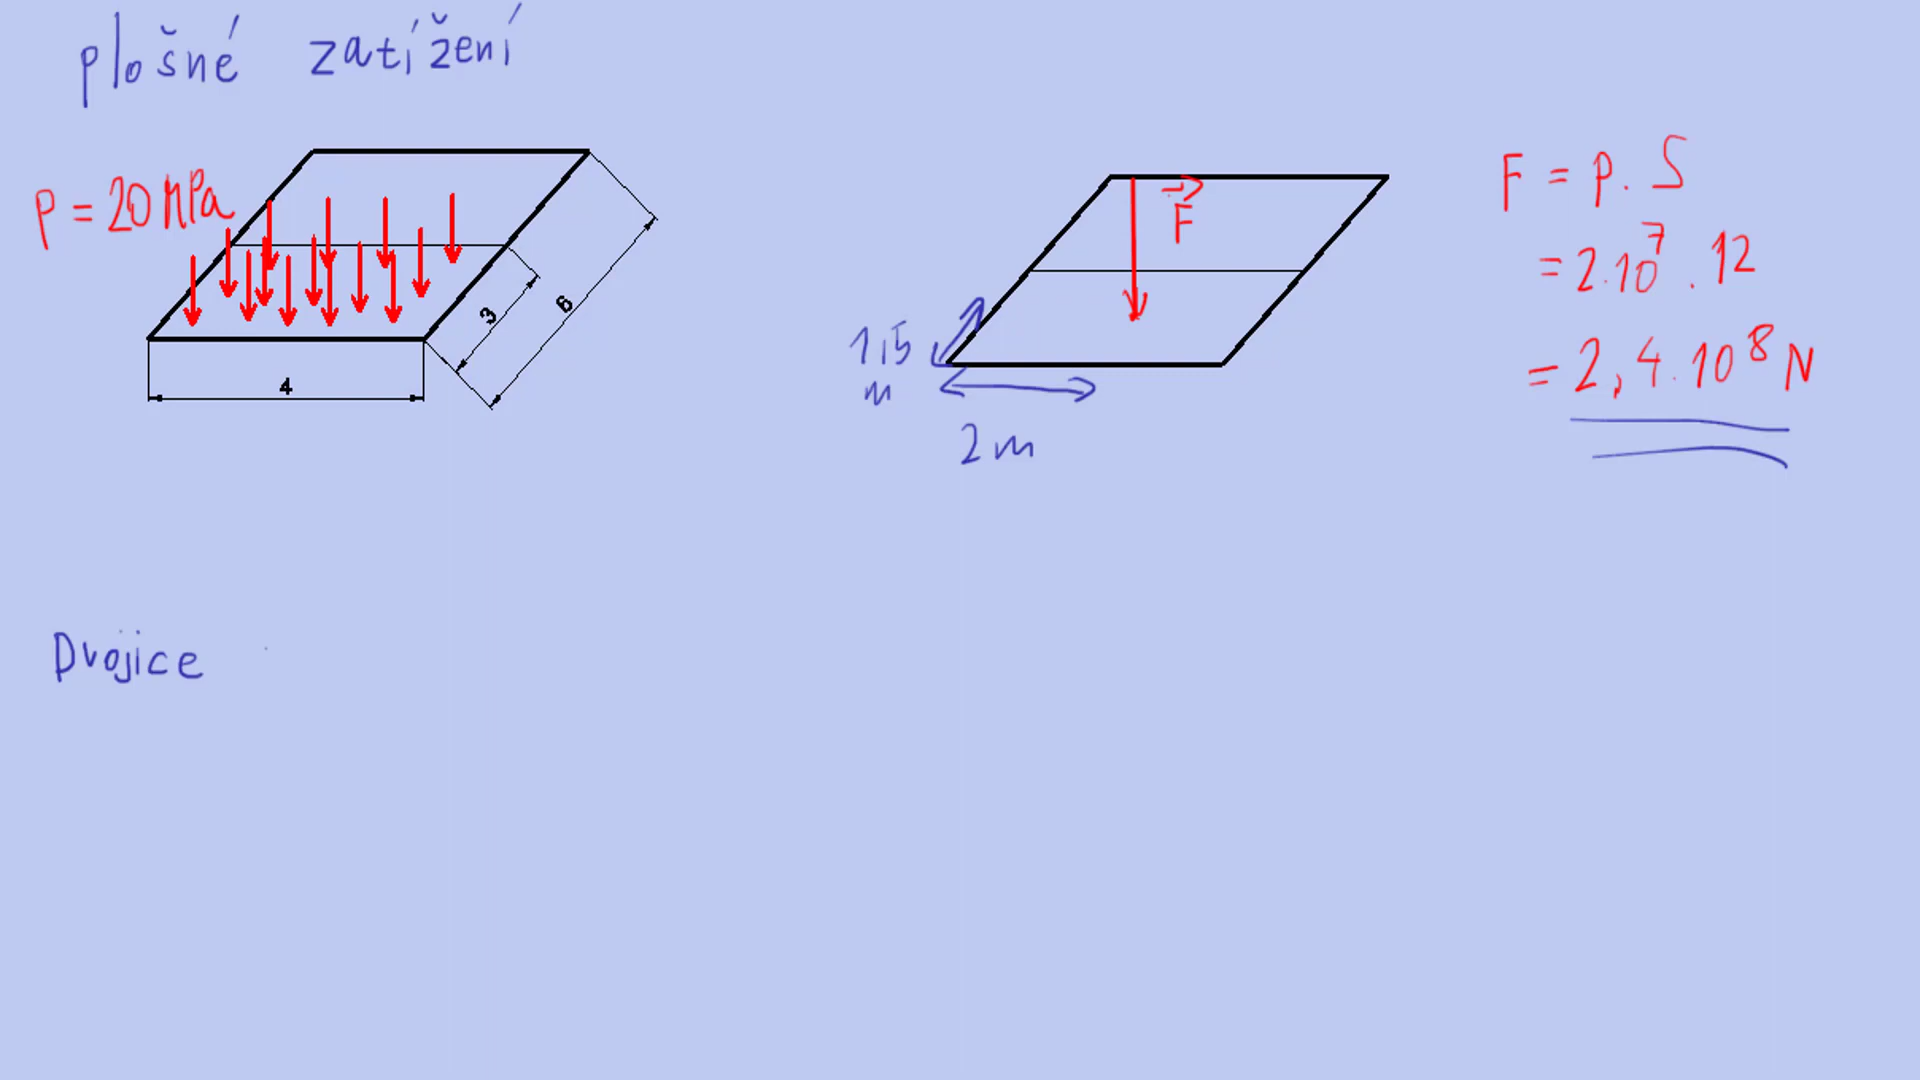 plošné zatížení
p = 20 MPa
3
6
4
F
1,5
m
2 m
F = p. S
= 2.10⁷ . 12
= 2,4.10⁸ N
Dvojice